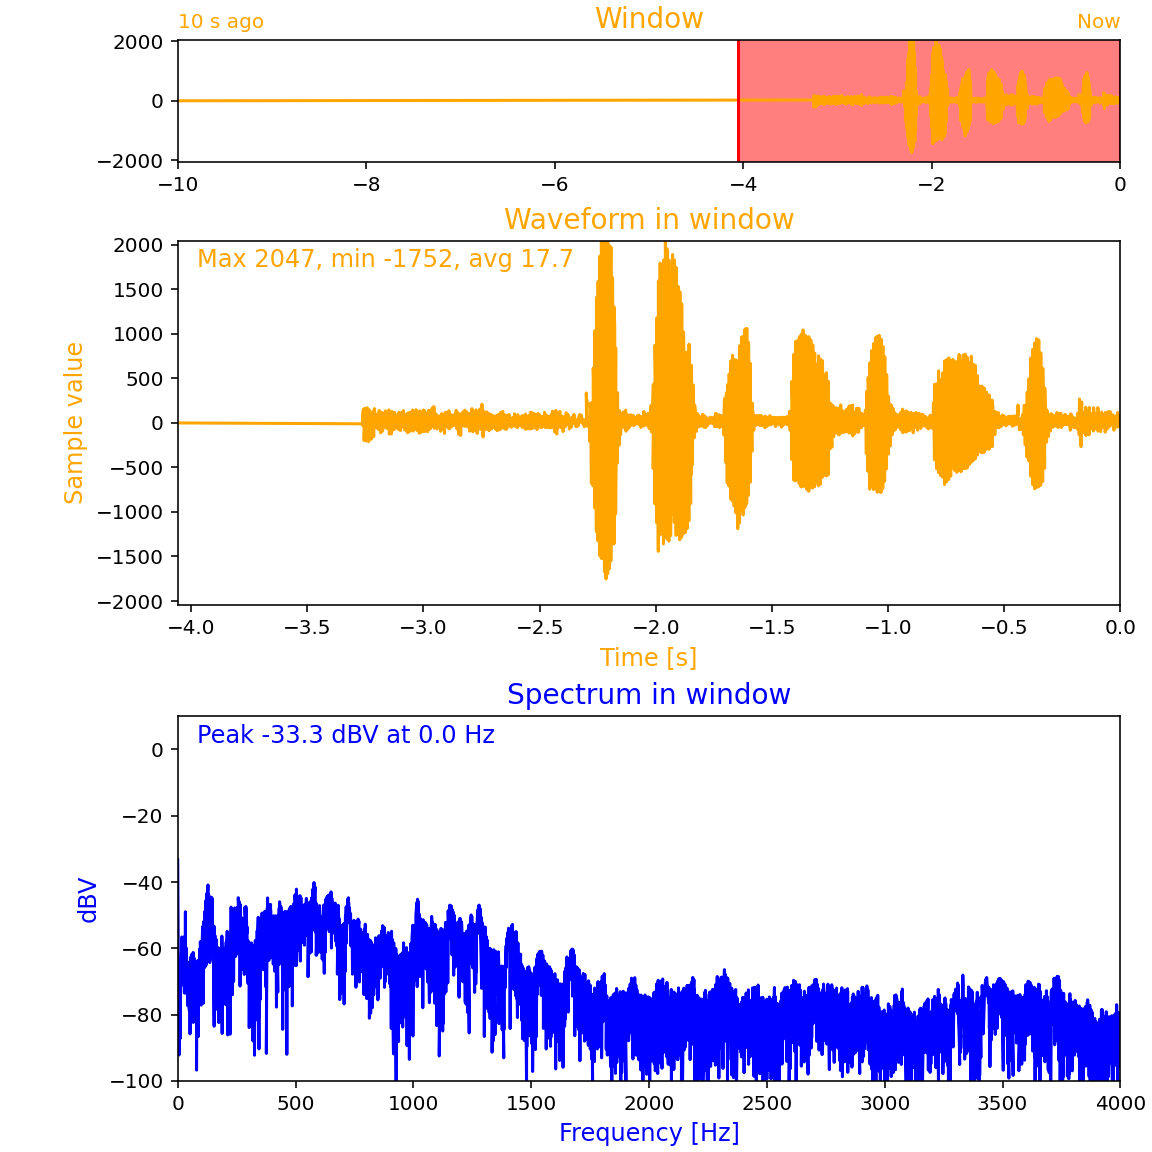 10 s ago Window Now
2000
0
−2000
−10 −8 −6 −4 −2 0
Waveform in window
Max 2047, min -1752, avg 17.7
2000
1500
1000
500
0
−500
−1000
−1500
−2000
Sample value
−4.0 −3.5 −3.0 −2.5 −2.0 −1.5 −1.0 −0.5 0.0
Time [s]
Spectrum in window
Peak -33.3 dBV at 0.0 Hz
0
−20
−40
−60
−80
−100
dBV
0 500 1000 1500 2000 2500 3000 3500 4000
Frequency [Hz]